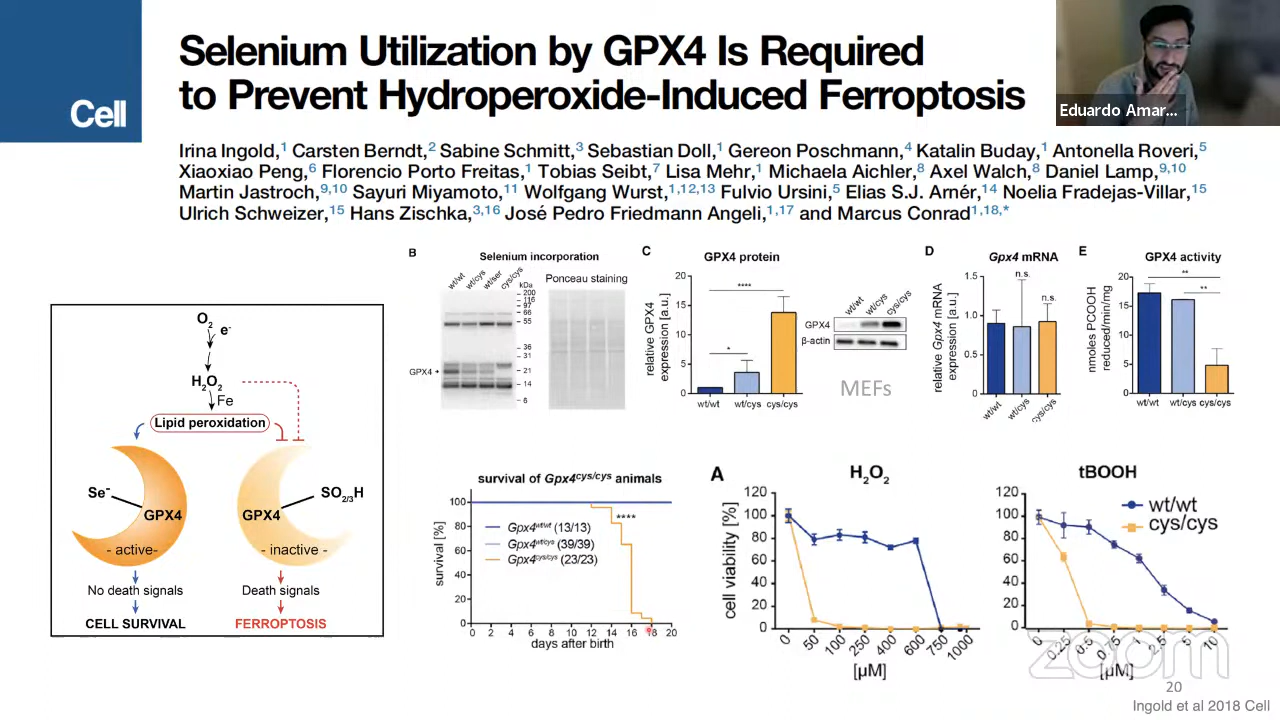 Cell
Selenium Utilization by GPX4 Is Required
to Prevent Hydroperoxide-Induced Ferroptosis
Eduardo Amar...
Irina Ingold,1 Carsten Berndt,2 Sabine Schmitt,3 Sebastian Doll,1 Gereon Poschmann,4 Katalin Buday,1 Antonella Roveri,5
Xiaoxiao Peng,6 Florencio Porto Freitas,1 Tobias Seibt,7 Lisa Mehr,1 Michaela Aichler,8 Axel Walch,8 Daniel Lamp,9,10
Martin Jastroch,9,10 Sayuri Miyamoto,11 Wolfgang Wurst,1,12,13 Fulvio Ursini,5 Elias S.J. Arnér,14 Noelia Fradejas-Villar,15
Ulrich Schweizer,15 Hans Zischka,3,16 José Pedro Friedmann Angeli,1,17 and Marcus Conrad1,18,*
O2
e-
H2O2
Fe
Lipid peroxidation
Se-
GPX4
- active-
No death signals
CELL SURVIVAL
SO2/3H
GPX4
- inactive -
Death signals
FERROPTOSIS
B
Selenium incorporation
wt/wt
wt/cys
wt/ser
cys/cys
kDa
200
116
97
66
55
36
31
21
14
6
GPX4
Ponceau staining
C
GPX4 protein
relative GPX4
expression [a.u.]
20
15
10
5
0
****
*
wt/wt wt/cys cys/cys
wt/wt
wt/cys
cys/cys
GPX4
β-actin
MEFs
D
Gpx4 mRNA
relative Gpx4 mRNA
expression [a.u.]
1.5
1.0
0.5
0
n.s.
n.s.
wt/wt
wt/cys
cys/cys
E
GPX4 activity
nmoles PCOOH
reduced/min/mg
20
15
10
5
0
**
**
wt/wt wt/cys cys/cys
survival of Gpx4cys/cys animals
survival [%]
100
80
60
40
20
0
****
Gpx4wt/wt (13/13)
Gpx4wt/cys (39/39)
Gpx4cys/cys (23/23)
0 2 4 6 8 10 12 14 16 18 20
days after birth
A
H2O2
cell viability [%]
120
100
80
60
40
20
0
0 50 100 250 400 600 750 1000
[µM]
tBOOH
120
100
80
60
40
20
0
wt/wt
cys/cys
0 0.25 0.5 0.75 1 2.5 5 10
[µM]
zoom
20
Ingold et al 2018 Cell